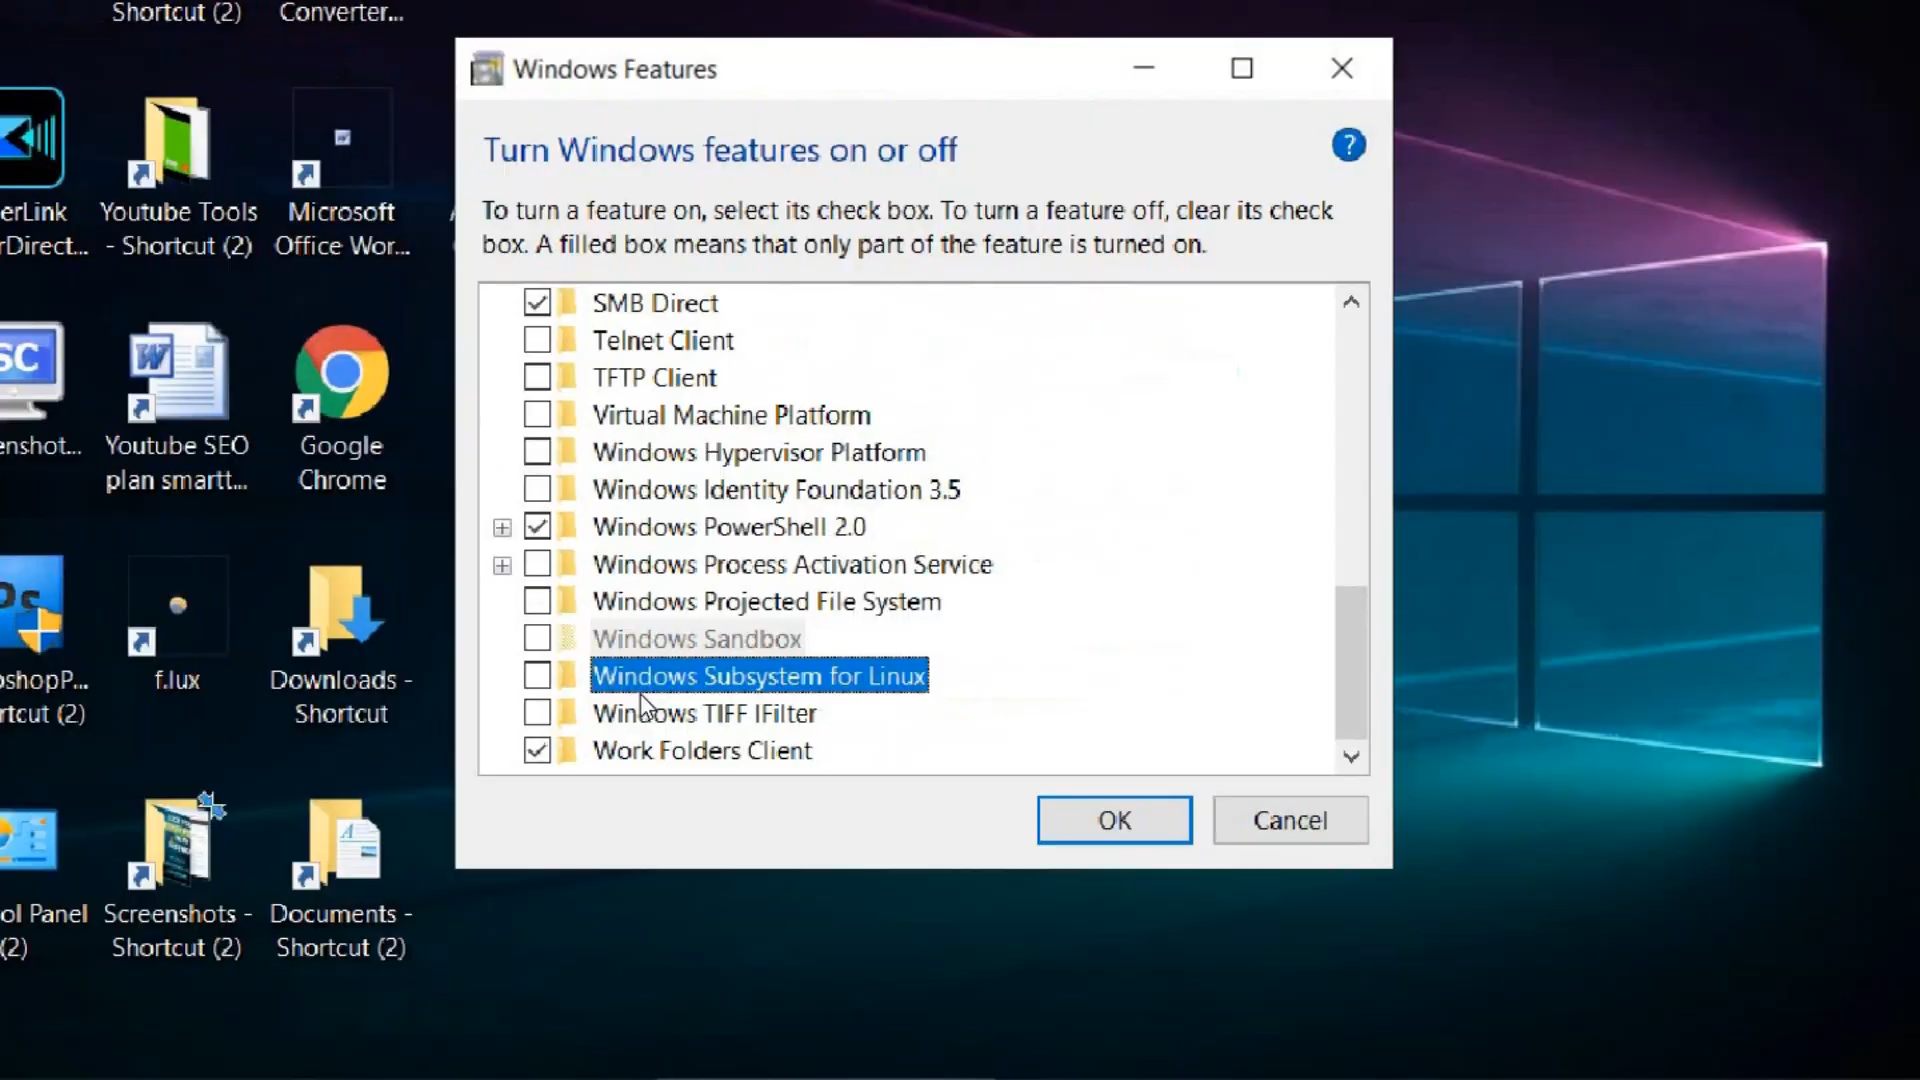 Shortcut (2)
Converter...
Windows Features
Turn Windows features on or off
?
To turn a feature on, select its check box. To turn a feature off, clear its check
box. A filled box means that only part of the feature is turned on.
SMB Direct
Telnet Client
TFTP Client
Virtual Machine Platform
Windows Hypervisor Platform
Windows Identity Foundation 3.5
Windows PowerShell 2.0
Windows Process Activation Service
Windows Projected File System
Windows Sandbox
Windows Subsystem for Linux
Windows TIFF IFilter
Work Folders Client
OK
Cancel
erLink
rDirect...
Youtube Tools
- Shortcut (2)
Microsoft
Office Wor...
SC
enshot...
W
Youtube SEO
plan smartt...
Google
Chrome
oshopP...
rtcut (2)
f.lux
Downloads -
Shortcut
ol Panel
(2)
Screenshots -
Shortcut (2)
A
Documents -
Shortcut (2)